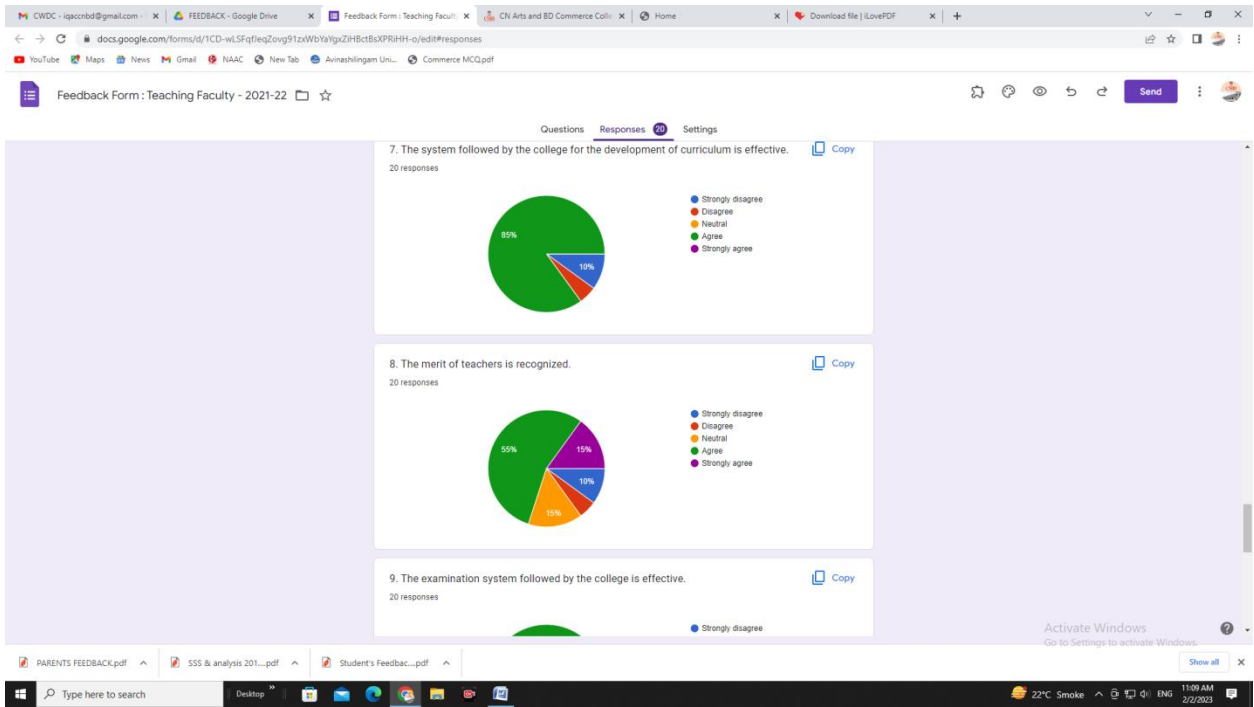 CWDC - iqaccnbd@gmail.com -
FEEDBACK - Google Drive
Feedback Form : Teaching Facult
CN Arts and BD Commerce Colle
Home
Download file | iLovePDF
docs.google.com/forms/d/1CD-wLSFqfIeqZovg91zxWbYaYgxZiHBctBsXPRiHH-o/edit#responses
YouTube Maps News Gmail NAAC New Tab Avinashilingam Uni... Commerce MCQ.pdf
Feedback Form : Teaching Faculty - 2021-22
Send
Questions Responses 20 Settings
7. The system followed by the college for the development of curriculum is effective.
Copy
20 responses
85%
10%
Strongly disagree
Disagree
Neutral
Agree
Strongly agree
8. The merit of teachers is recognized.
Copy
20 responses
55%
15%
10%
15%
Strongly disagree
Disagree
Neutral
Agree
Strongly agree
9. The examination system followed by the college is effective.
Copy
20 responses
Strongly disagree
Activate Windows
Go to Settings to activate Windows.
PARENTS FEEDBACK.pdf
SSS & analysis 201....pdf
Student's Feedbac....pdf
Show all
Type here to search
Desktop
22°C Smoke
ENG
11:09 AM
2/2/2023